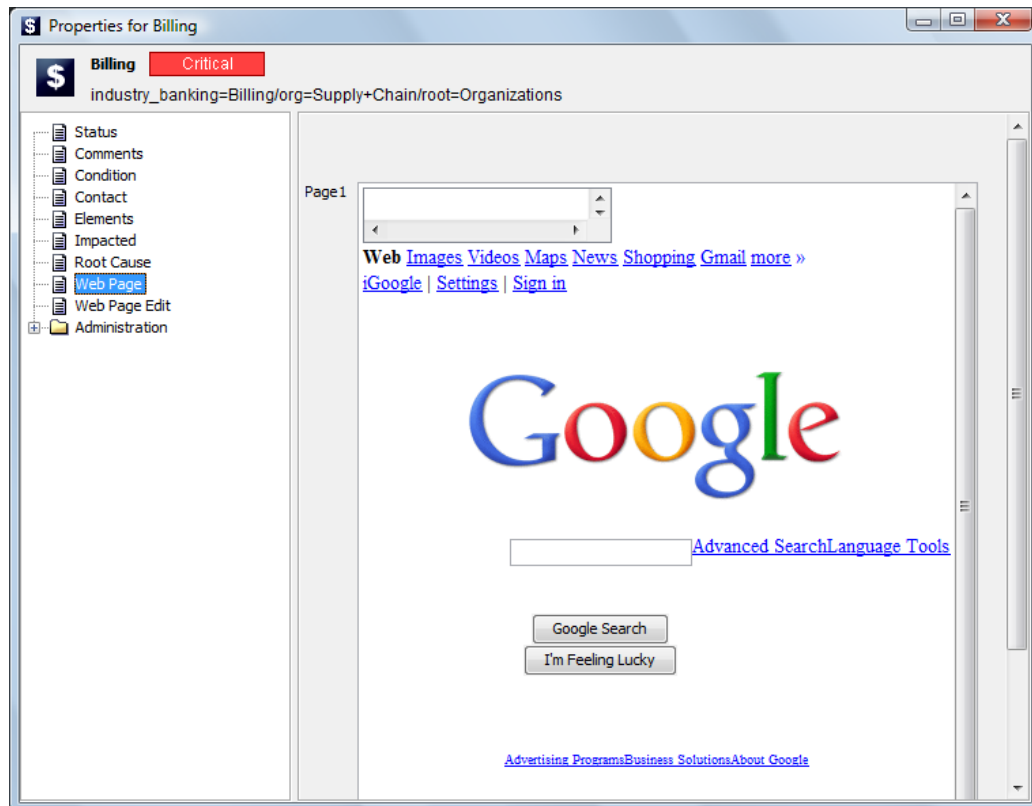 $ Properties for Billing
$ Billing Critical
industry_banking=Billing/org=Supply+Chain/root=Organizations
Status
Comments
Condition
Contact
Elements
Impacted
Root Cause
Web Page
Web Page Edit
Administration
Page1
Web Images Videos Maps News Shopping Gmail more »
iGoogle | Settings | Sign in
Google
Advanced SearchLanguage Tools
Google Search
I'm Feeling Lucky
Advertising ProgramsBusiness SolutionsAbout Google